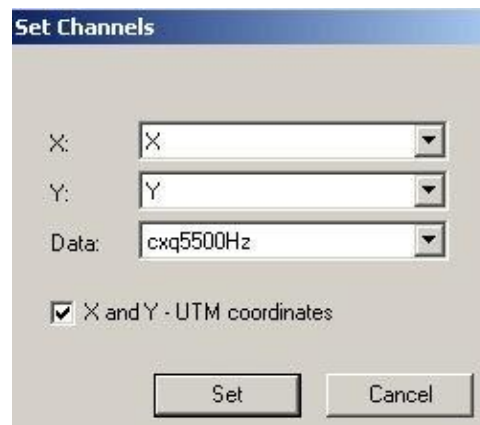 Set Channels
X: X
Y: Y
Data: cxq5500Hz
X and Y - UTM coordinates
Set Cancel